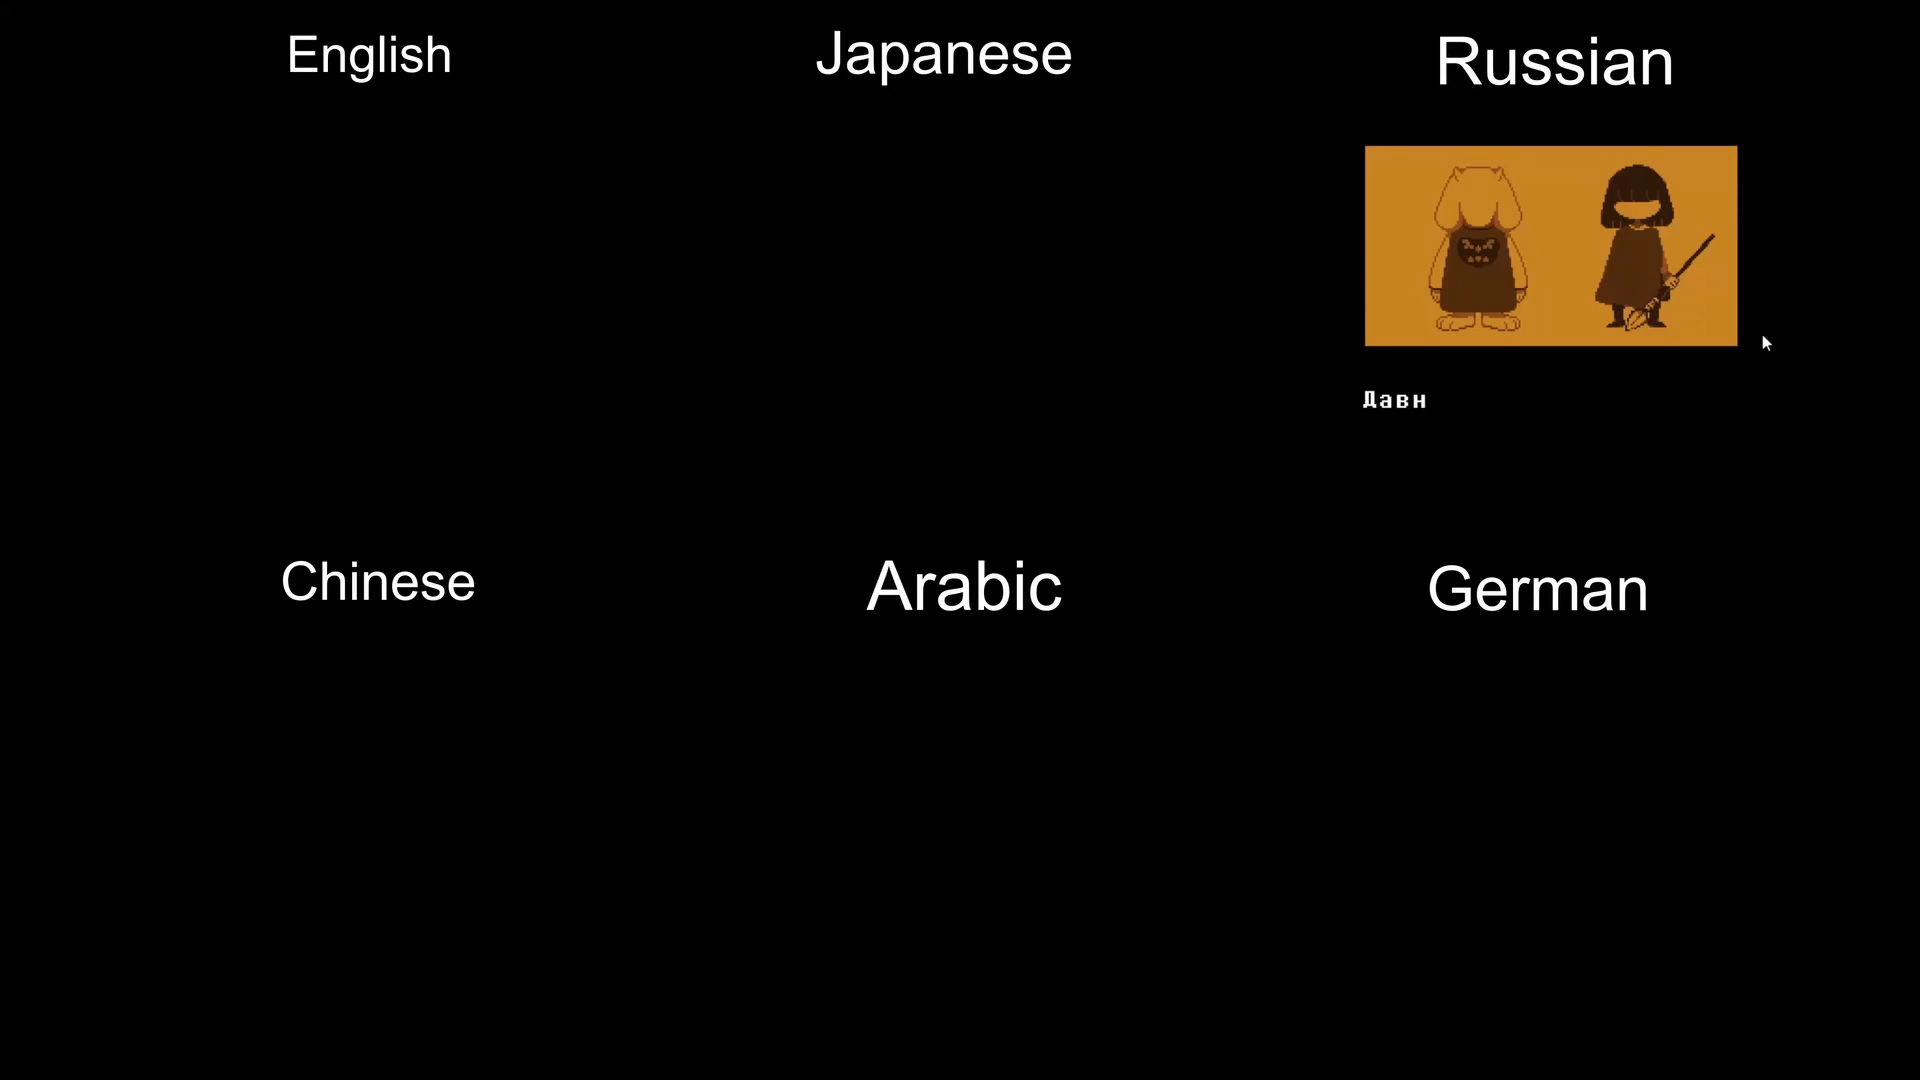 English
Japanese
Russian
Давн
Chinese
Arabic
German